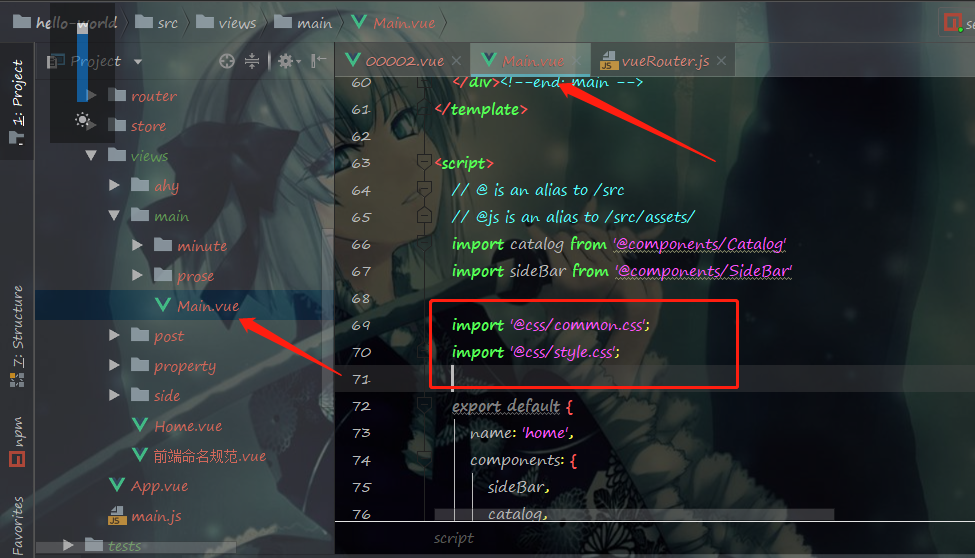 hello-world src views main Main.vue
1: Project
Project
00002.vue Main.vue vueRouter.js
router
store
views
ahy
main
minute
prose
Main.vue
post
property
side
Home.vue
前端命名规范.vue
App.vue
main.js
tests
7: Structure
npm
Favorites
60 </div><!--end: main -->
61 </template>
62
63 <script>
64 // @ is an alias to /src
65 // @js is an alias to /src/assets/
66 import catalog from '@components/Catalog'
67 import sideBar from '@components/SideBar'
68
69 import '@css/common.css';
70 import '@css/style.css';
71
72 export default {
73 name: 'home',
74 components: {
75 sideBar,
76 catalog,
script